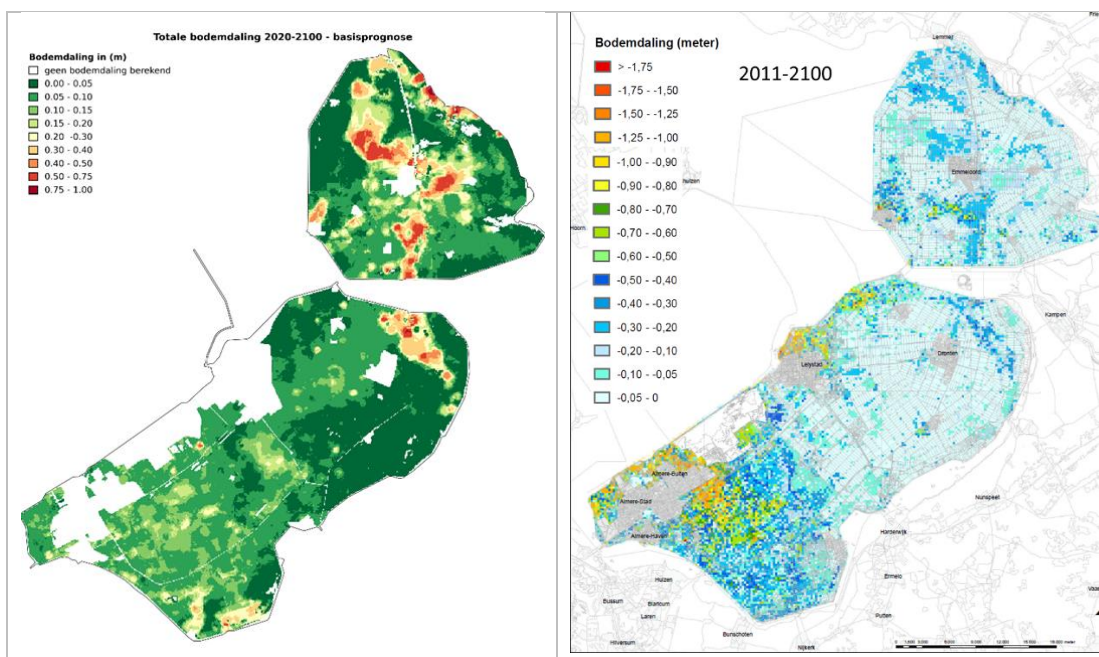 Totale bodemdaling 2020-2100 - basisprognose
Bodemdaling in (m)
geen bodemdaling berekend
0.00 - 0.05
0.05 - 0.10
0.10 - 0.15
0.15 - 0.20
0.20 -0.30
0.30 - 0.40
0.40 - 0.50
0.50 - 0.75
0.75 - 1.00
Bodemdaling (meter)
2011-2100
> -1,75
-1,75 - -1,50
-1,50 - -1,25
-1,25 - -1,00
-1,00 - -0,90
-0,90 - -0,80
-0,80 - -0,70
-0,70 - -0,60
-0,60 - -0,50
-0,50 - -0,40
-0,40 - -0,30
-0,30 - -0,20
-0,20 - -0,10
-0,10 - -0,05
-0,05 - 0
Lemmer
huizen
Emmeloord
Hoorn
Kampen
Lelystad
Dronten
Almere-Buiten
Almere-Stad
Almere-Haven
Nunspeet
Harderwijk
Huizen
Ermelo
Bussum
Blaricum
Laren
Putten
Bunschoten
Hilversum
Nijkerk